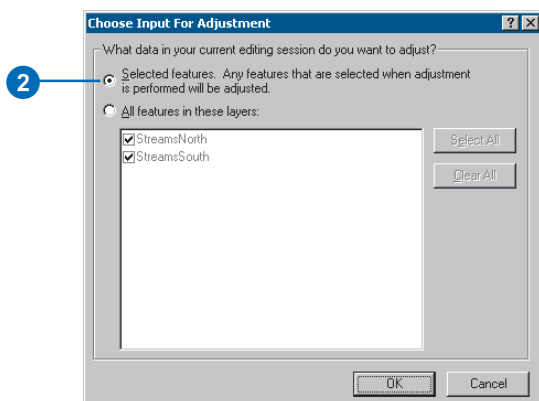 Choose Input For Adjustment
What data in your current editing session do you want to adjust?
2
Selected features. Any features that are selected when adjustment
is performed will be adjusted.
All features in these layers:
StreamsNorth
StreamsSouth
Select All
Clear All
OK
Cancel